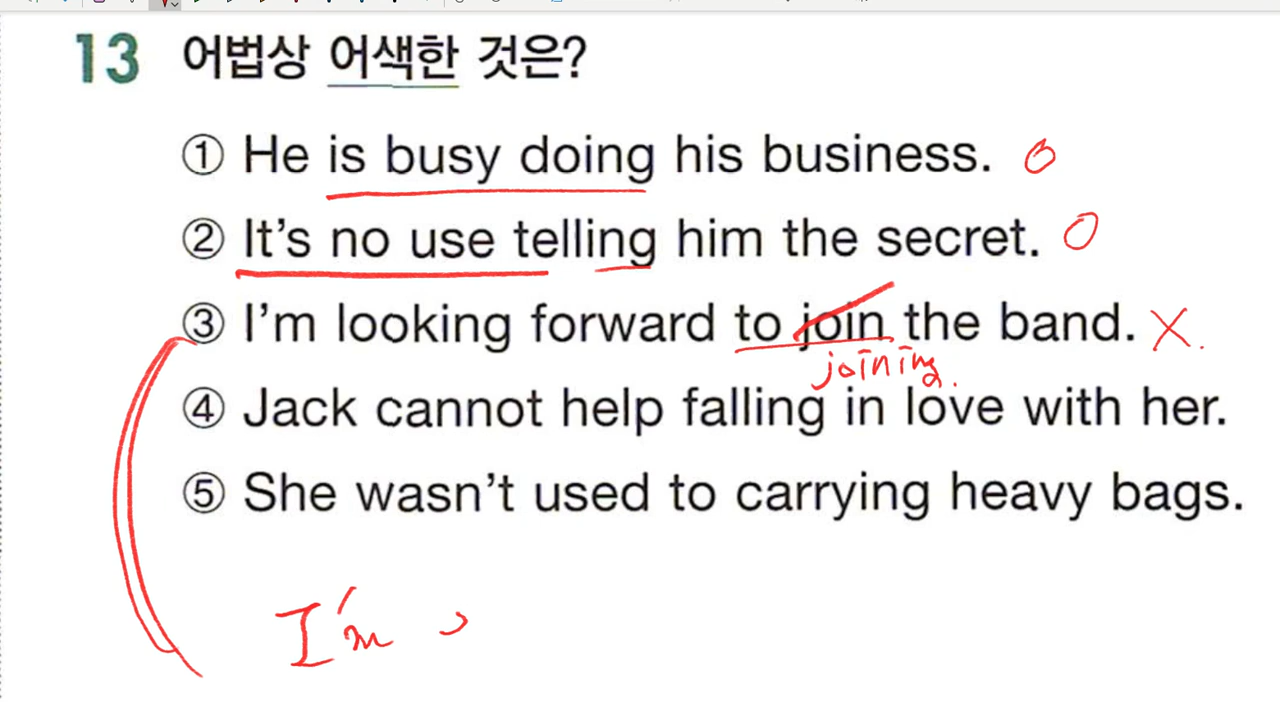 13 어법상 어색한 것은?
① He is busy doing his business. O
② It's no use telling him the secret. O
③ I'm looking forward to join the band. X.
joining.
④ Jack cannot help falling in love with her.
⑤ She wasn't used to carrying heavy bags.
I'm